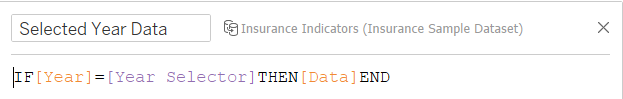 Selected Year Data
Insurance Indicators (Insurance Sample Dataset)
IF[Year]=[Year Selector]THEN[Data]END